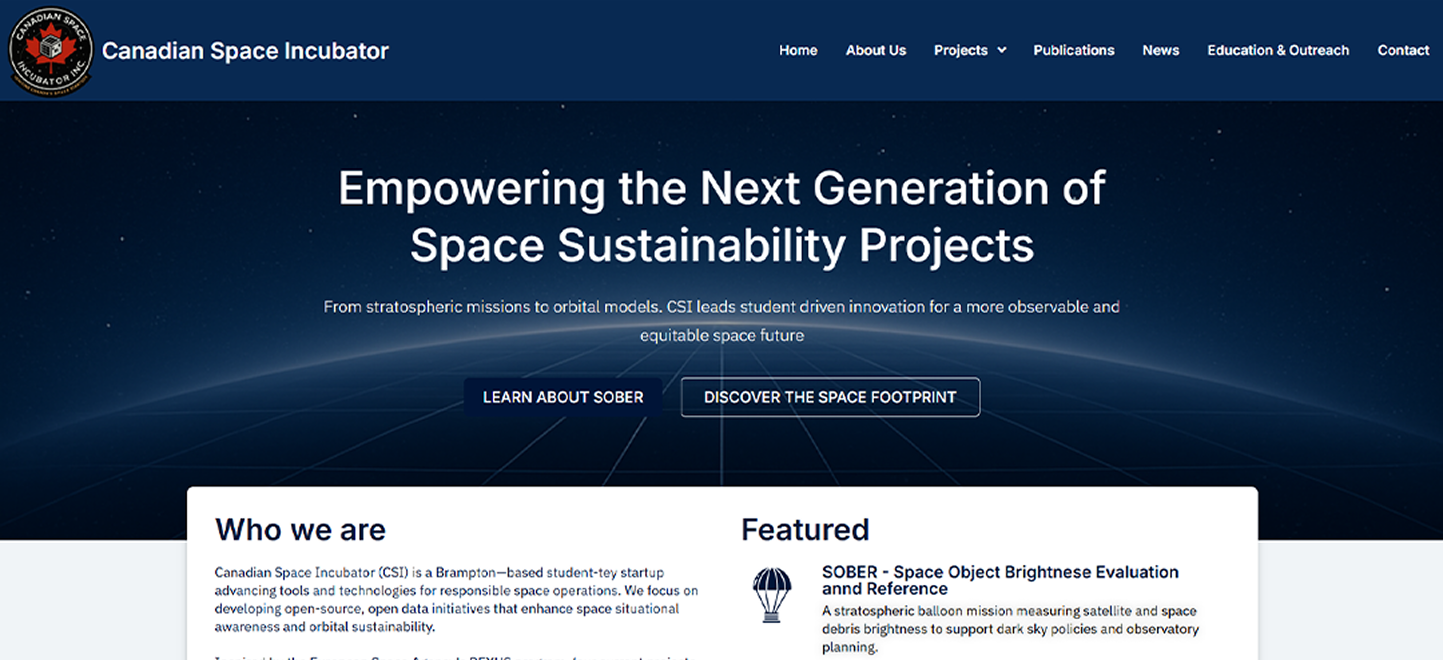 CANADIAN SPACE
INCUBATOR INC.
Canadian Space Incubator
Home About Us Projects Publications News Education & Outreach Contact
Empowering the Next Generation of
Space Sustainability Projects
From stratospheric missions to orbital models. CSI leads student driven innovation for a more observable and
equitable space future
LEARN ABOUT SOBER DISCOVER THE SPACE FOOTPRINT
Who we are
Canadian Space Incubator (CSI) is a Brampton—based student-tey startup
advancing tools and technologies for responsible space operations. We focus on
developing open-source, open data initiatives that enhance space situational
awareness and orbital sustainability.
Featured
SOBER - Space Object Brightnese Evaluation
annd Reference
A stratospheric balloon mission measuring satellite and space
debris brightness to support dark sky policies and observatory
planning.